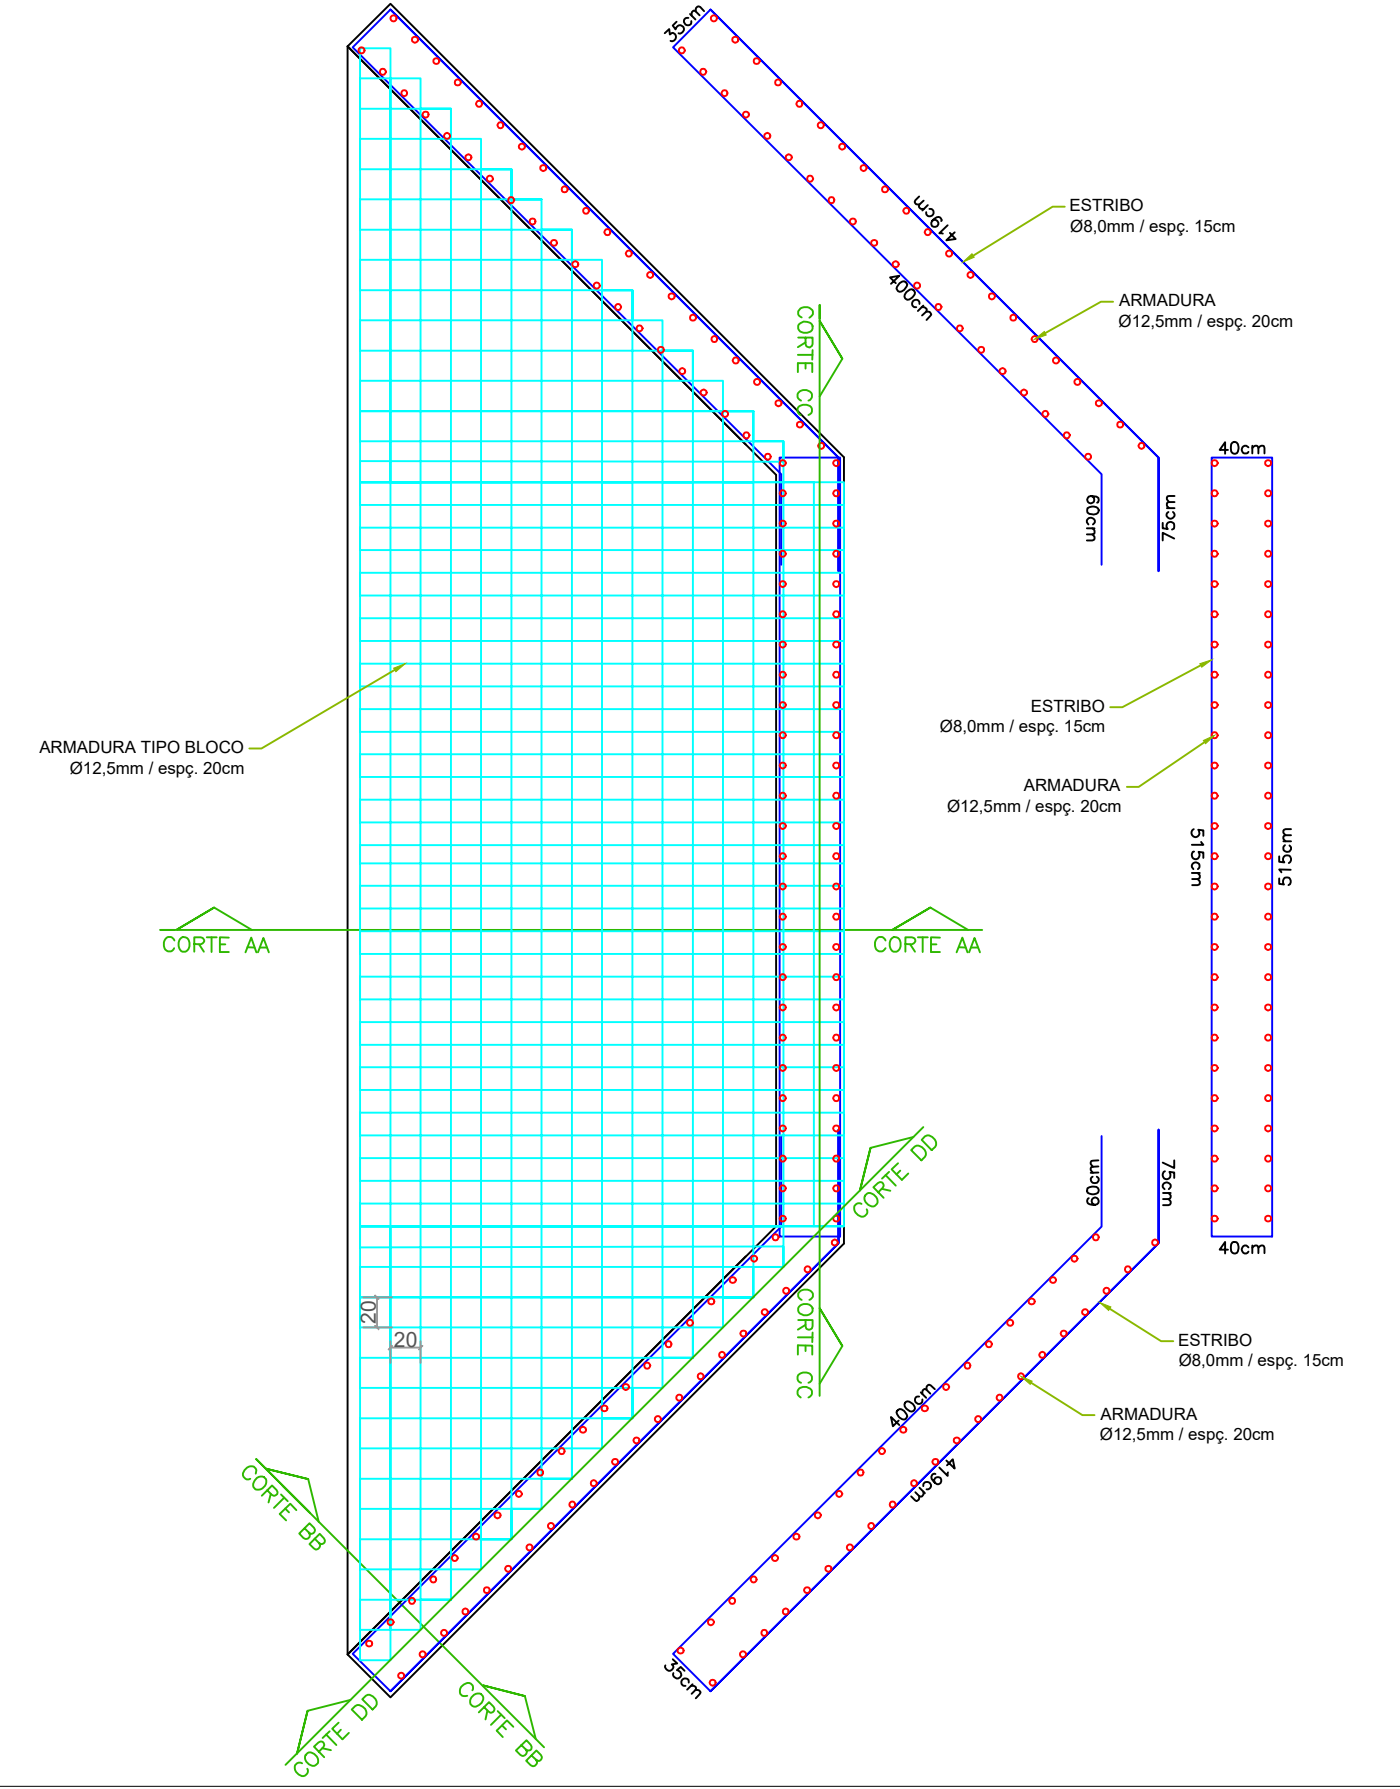 35cm
419cm
400cm
ESTRIBO
Ø8,0mm / espç. 15cm
ARMADURA
Ø12,5mm / espç. 20cm
CORTE CC
60cm
75cm
40cm
ARMADURA TIPO BLOCO
Ø12,5mm / espç. 20cm
ESTRIBO
Ø8,0mm / espç. 15cm
ARMADURA
Ø12,5mm / espç. 20cm
515cm
515cm
CORTE AA
CORTE AA
CORTE DD
60cm
75cm
40cm
20
20
CORTE CC
ESTRIBO
Ø8,0mm / espç. 15cm
ARMADURA
Ø12,5mm / espç. 20cm
400cm
419cm
CORTE BB
35cm
CORTE DD
CORTE BB